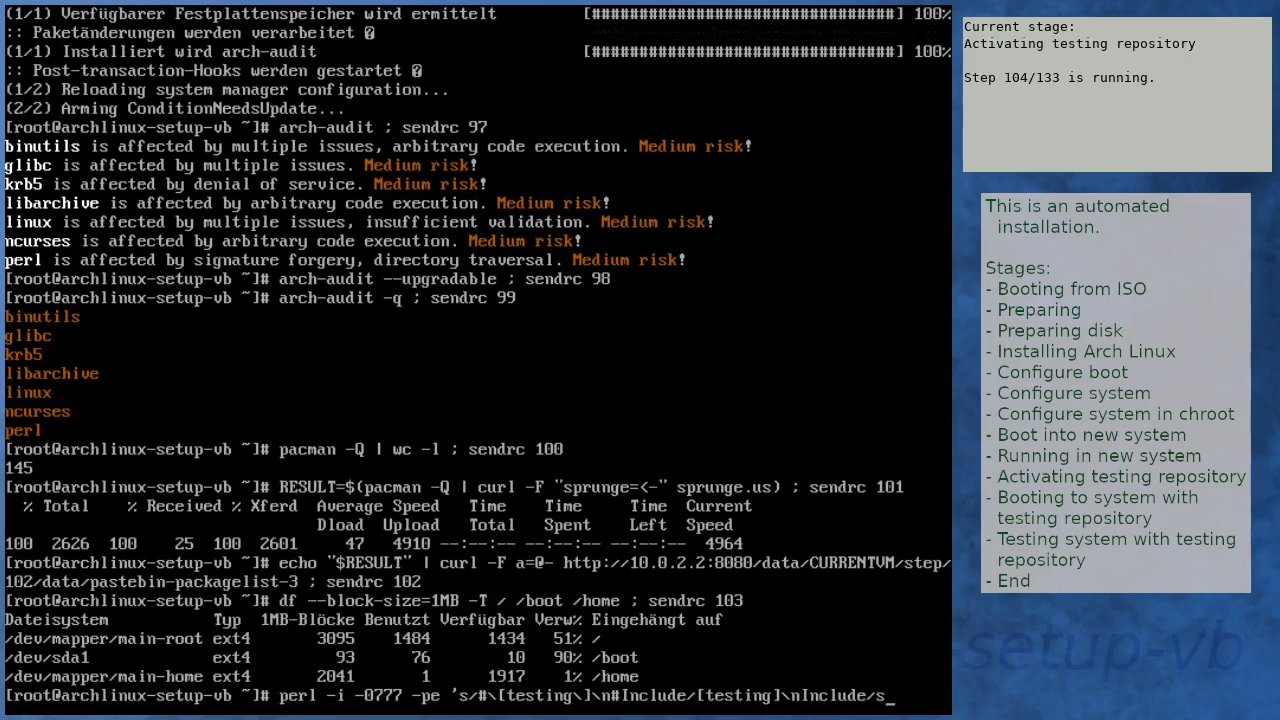 (1/1) Verfügbarer Festplattenspeicher wird ermittelt [################################] 100%
:: Paketänderungen werden verarbeitet �
(1/1) Installiert wird arch-audit [################################] 100%
:: Post-transaction-Hooks werden gestartet �
(1/2) Reloading system manager configuration...
(2/2) Arming ConditionNeedsUpdate...
[root@archlinux-setup-vb ~]# arch-audit ; sendrc 97
binutils is affected by multiple issues, arbitrary code execution. Medium risk!
glibc is affected by multiple issues. Medium risk!
krb5 is affected by denial of service. Medium risk!
libarchive is affected by arbitrary code execution. Medium risk!
linux is affected by multiple issues, insufficient validation. Medium risk!
ncurses is affected by arbitrary code execution. Medium risk!
perl is affected by signature forgery, directory traversal. Medium risk!
[root@archlinux-setup-vb ~]# arch-audit --upgradable ; sendrc 98
[root@archlinux-setup-vb ~]# arch-audit -q ; sendrc 99
binutils
glibc
krb5
libarchive
linux
ncurses
perl
[root@archlinux-setup-vb ~]# pacman -Q | wc -l ; sendrc 100
145
[root@archlinux-setup-vb ~]# RESULT=$(pacman -Q | curl -F "sprunge=<-" sprunge.us) ; sendrc 101
% Total % Received % Xferd Average Speed Time Time Time Current
Dload Upload Total Spent Left Speed
100 2626 100 25 100 2601 47 4910 --:--:-- --:--:-- --:--:-- 4964
[root@archlinux-setup-vb ~]# echo "$RESULT" | curl -F a=@- http://10.0.2.2:8080/data/CURRENTVM/step/
102/data/pastebin-packagelist-3 ; sendrc 102
[root@archlinux-setup-vb ~]# df --block-size=1MB -T / /boot /home ; sendrc 103
Dateisystem Typ 1MB-Blöcke Benutzt Verfügbar Verw% Eingehängt auf
/dev/mapper/main-root ext4 3095 1484 1434 51% /
/dev/sda1 ext4 93 76 10 90% /boot
/dev/mapper/main-home ext4 2041 1 1917 1% /home
[root@archlinux-setup-vb ~]# perl -i -0777 -pe 's/#\[testing\]\n#Include/[testing]\nInclude/s_
Current stage:
Activating testing repository
Step 104/133 is running.
This is an automated
installation.
Stages:
- Booting from ISO
- Preparing
- Preparing disk
- Installing Arch Linux
- Configure boot
- Configure system
- Configure system in chroot
- Boot into new system
- Running in new system
- Activating testing repository
- Booting to system with
testing repository
- Testing system with testing
repository
- End
setup-vb